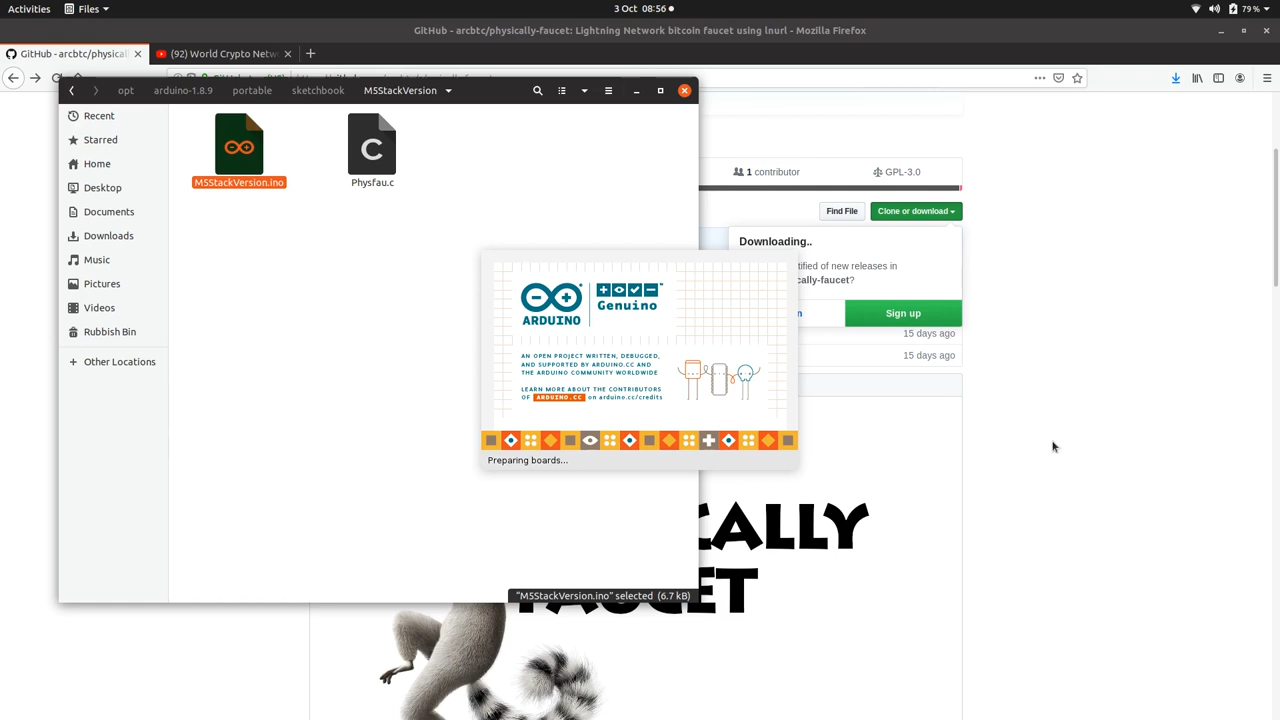 Activities
Files
3 Oct 08:56
79 %
GitHub - arcbtc/physically-faucet: Lightning Network bitcoin faucet using lnurl - Mozilla Firefox
GitHub - arcbtc/physicall
(92) World Crypto Netw
opt
arduino-1.8.9
portable
sketchbook
M5StackVersion
Recent
Starred
Home
Desktop
Documents
Downloads
Music
Pictures
Videos
Rubbish Bin
Other Locations
M5StackVersion.ino
C
Physfau.c
1 contributor
GPL-3.0
Find File
Clone or download
Downloading..
tified of new releases in
cally-faucet?
n
Sign up
15 days ago
15 days ago
ARDUINO
Genuino
AN OPEN PROJECT WRITTEN, DEBUGGED,
AND SUPPORTED BY ARDUINO.CC AND
THE ARDUINO COMMUNITY WORLDWIDE
LEARN MORE ABOUT THE CONTRIBUTORS
OF ARDUINO.CC on arduino.cc/credits
Preparing boards...
CALLY
FAUCET
"M5StackVersion.ino" selected (6.7 kB)